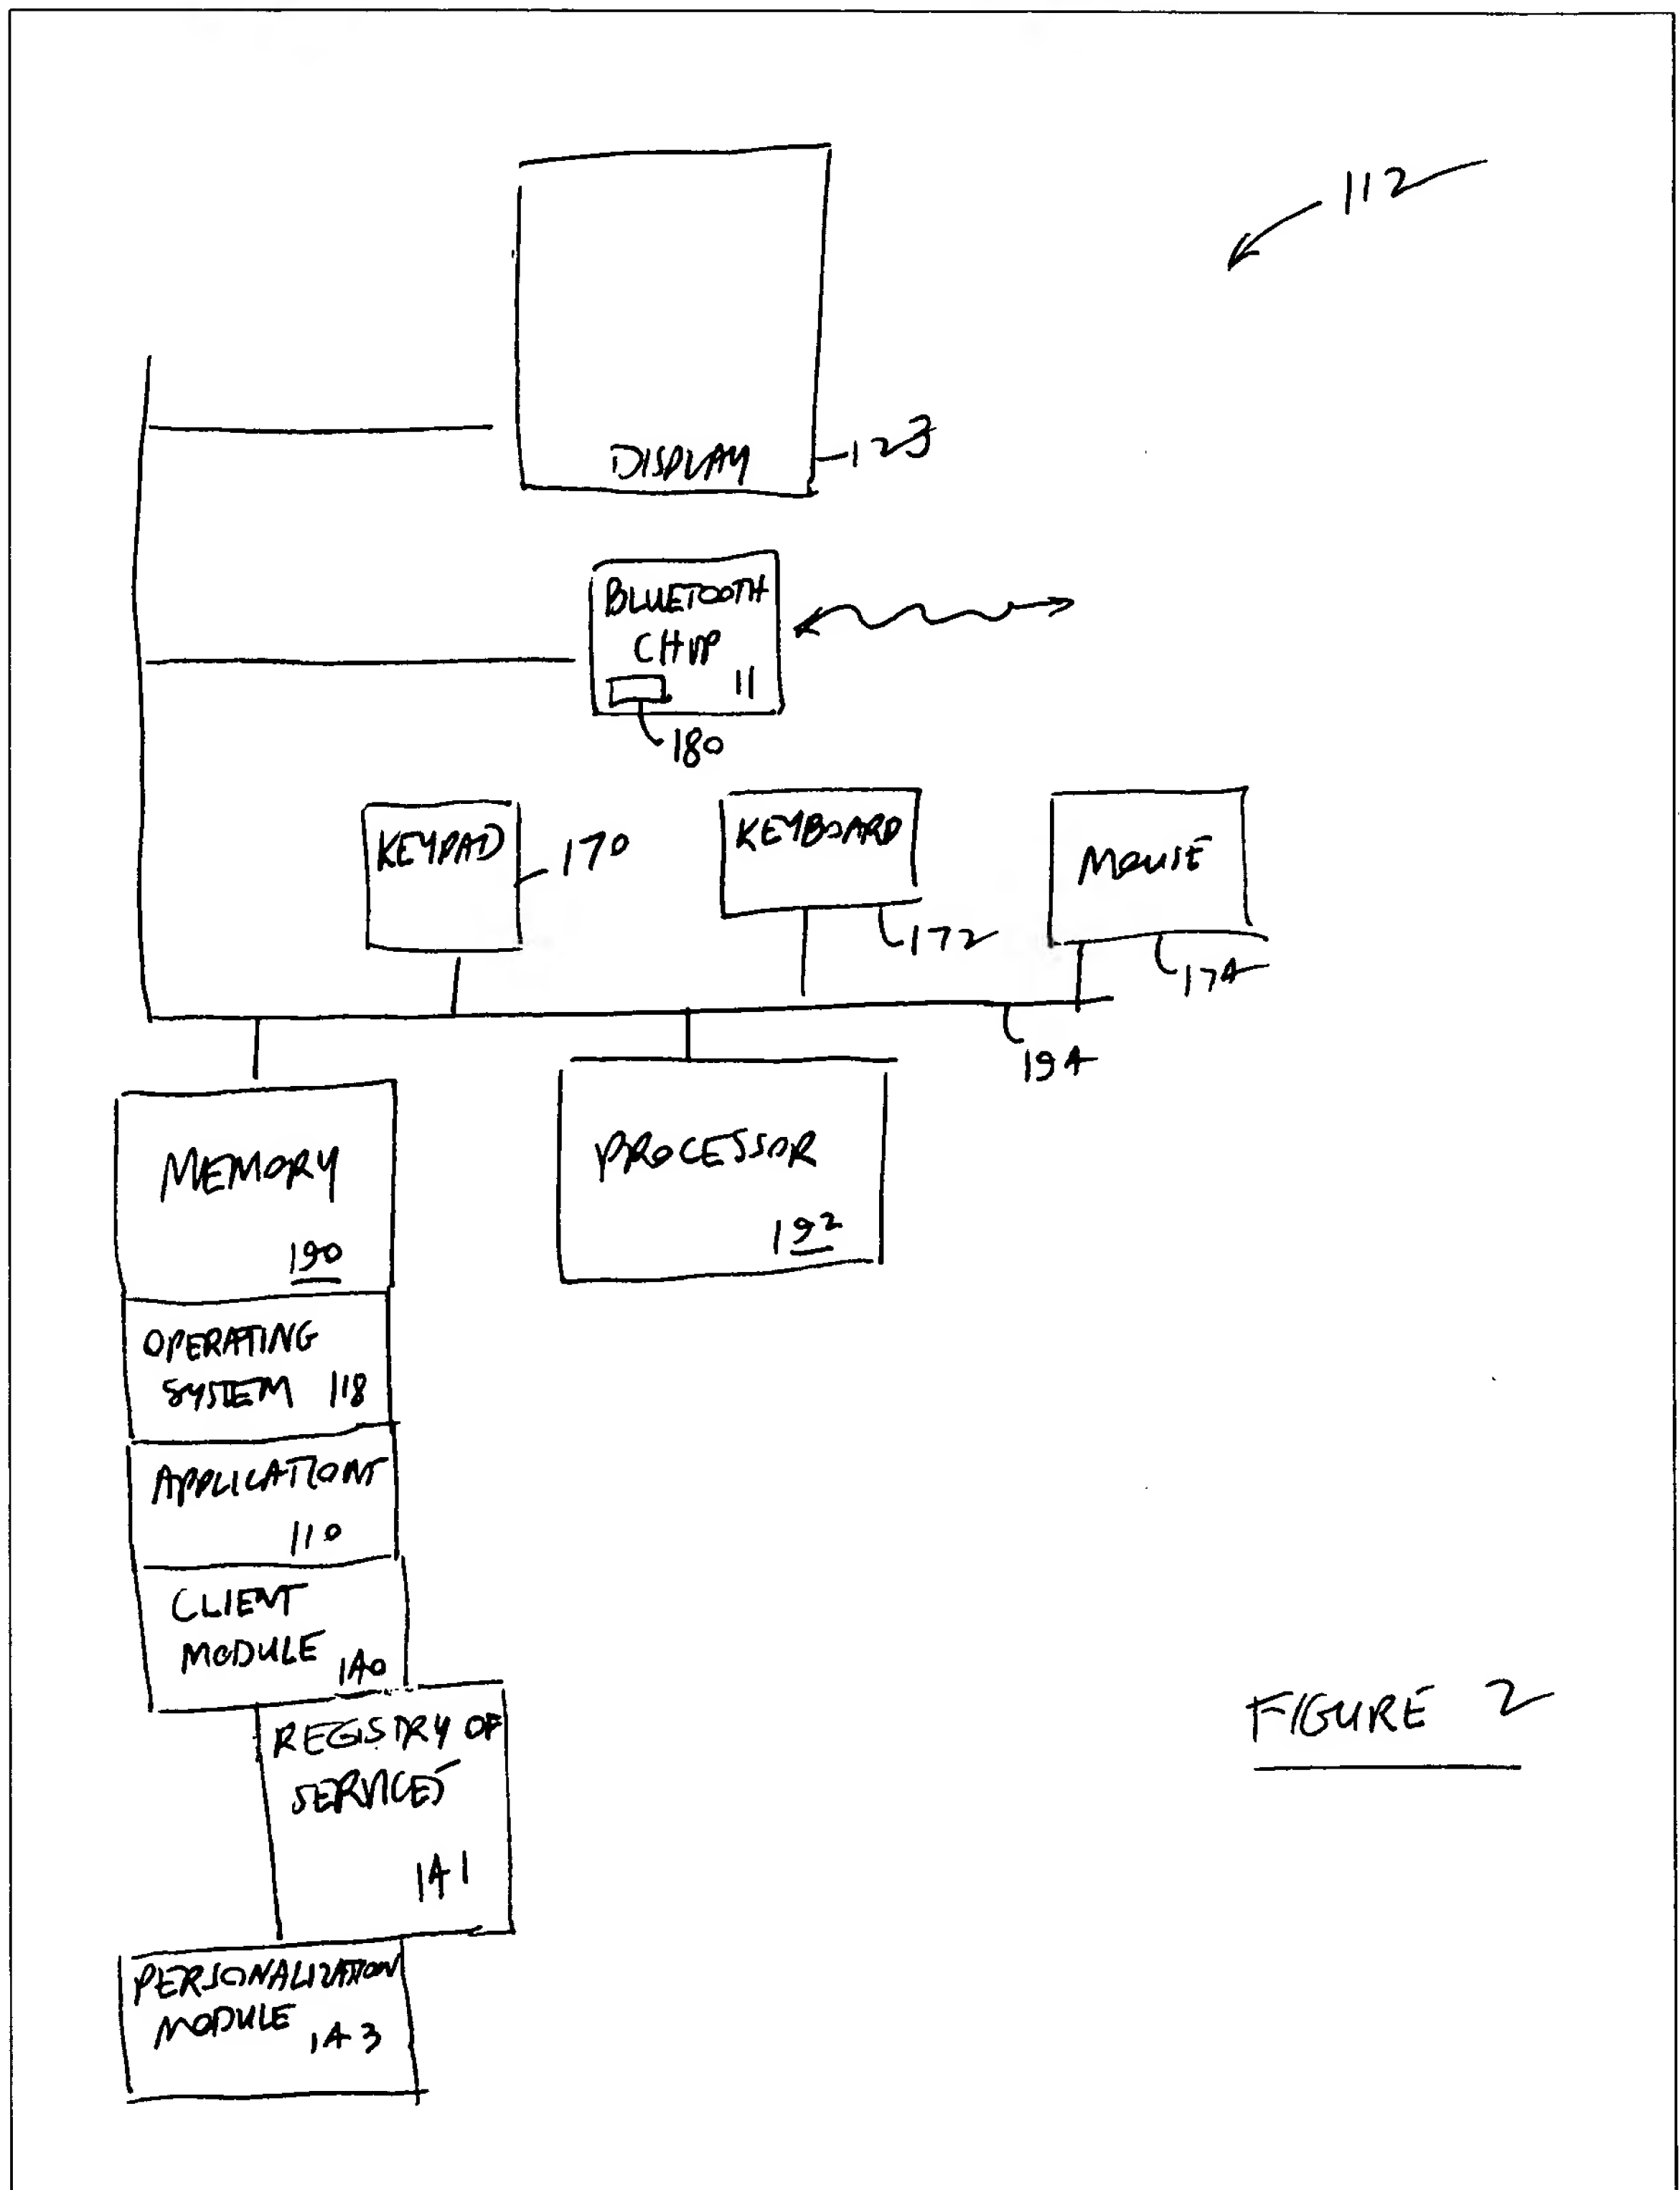 112
DISPLAY
123
BLUETOOTH
CHIP
11
180
KEYPAD
170
KEYBOARD
172
MOUSE
174
194
MEMORY
190
PROCESSOR
192
OPERATING
SYSTEM 118
APPLICATIONS
110
CLIENT
MODULE 140
REGISTRY OF
SERVICES
141
PERSONALIZATION
MODULE 143
FIGURE 2